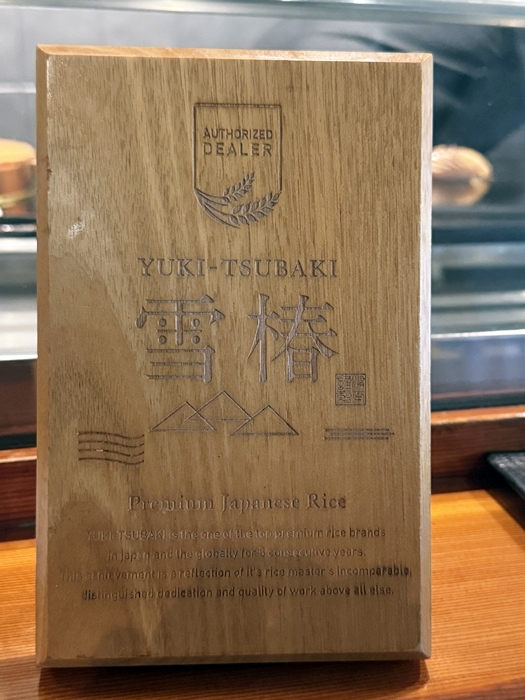 AUTHORIZED
DEALER
YUKI-TSUBAKI
雪椿
Premium Japanese Rice
YUKI-TSUBAKI is the one of the top premium rice brands
in Japan and the globally for 8 consecutive years.
This achievement is a reflection of it's rice master's incomparable,
distinguished dedication and quality of work above all else.